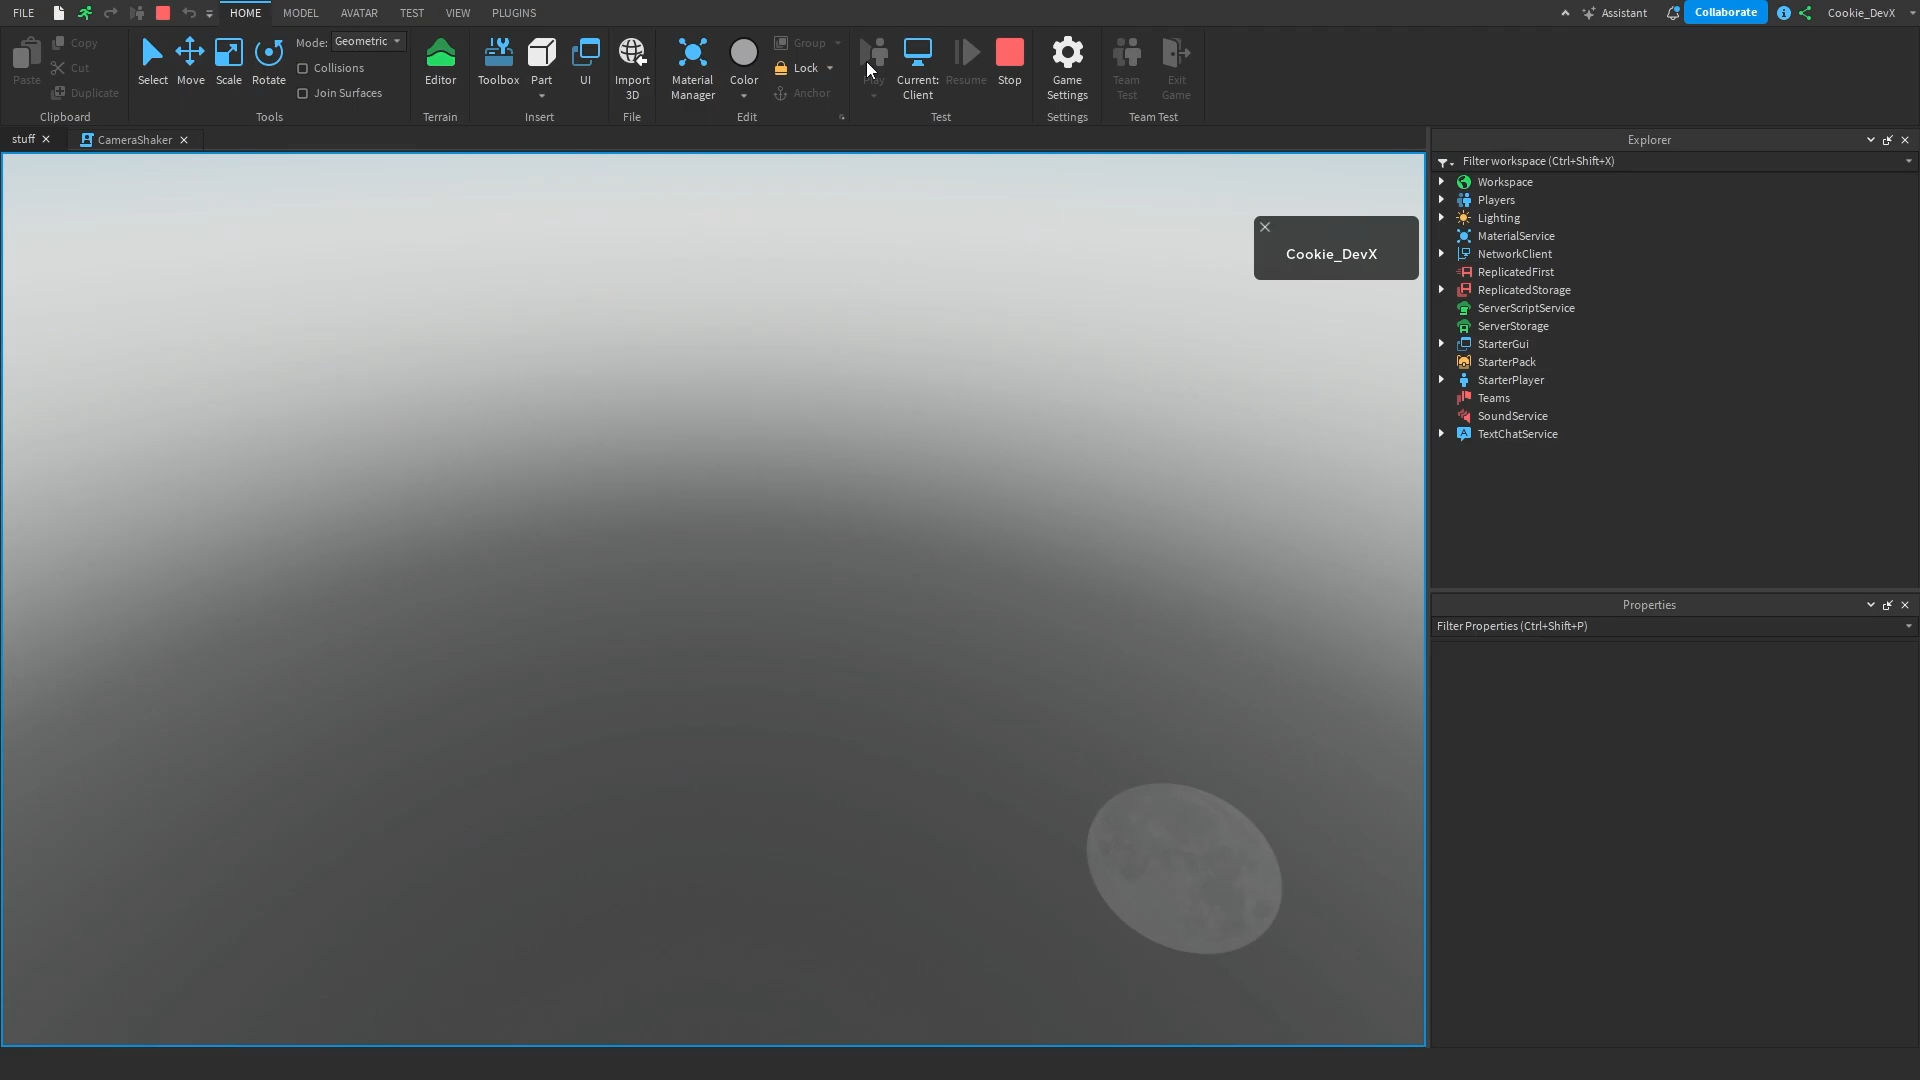 FILE
HOME
MODEL
AVATAR
TEST
VIEW
PLUGINS
Assistant
Collaborate
Cookie_DevX
Paste
Copy
Cut
Duplicate
Clipboard
Select
Move
Scale
Rotate
Mode: Geometric
Collisions
Join Surfaces
Tools
Editor
Terrain
Toolbox
Part
UI
Insert
Import
3D
File
Material
Manager
Color
Group
Lock
Anchor
Edit
Play
Current:
Client
Resume
Stop
Test
Game
Settings
Settings
Team
Test
Exit
Game
Team Test
stuff
CameraShaker
Cookie_DevX
Explorer
Filter workspace (Ctrl+Shift+X)
Workspace
Players
Lighting
MaterialService
NetworkClient
ReplicatedFirst
ReplicatedStorage
ServerScriptService
ServerStorage
StarterGui
StarterPack
StarterPlayer
Teams
SoundService
TextChatService
Properties
Filter Properties (Ctrl+Shift+P)